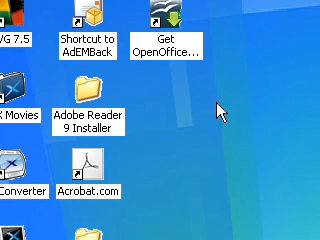 VG 7.5
Shortcut to
AdEMBack
Get
OpenOffice...
X Movies
Adobe Reader
9 Installer
Converter
Acrobat.com